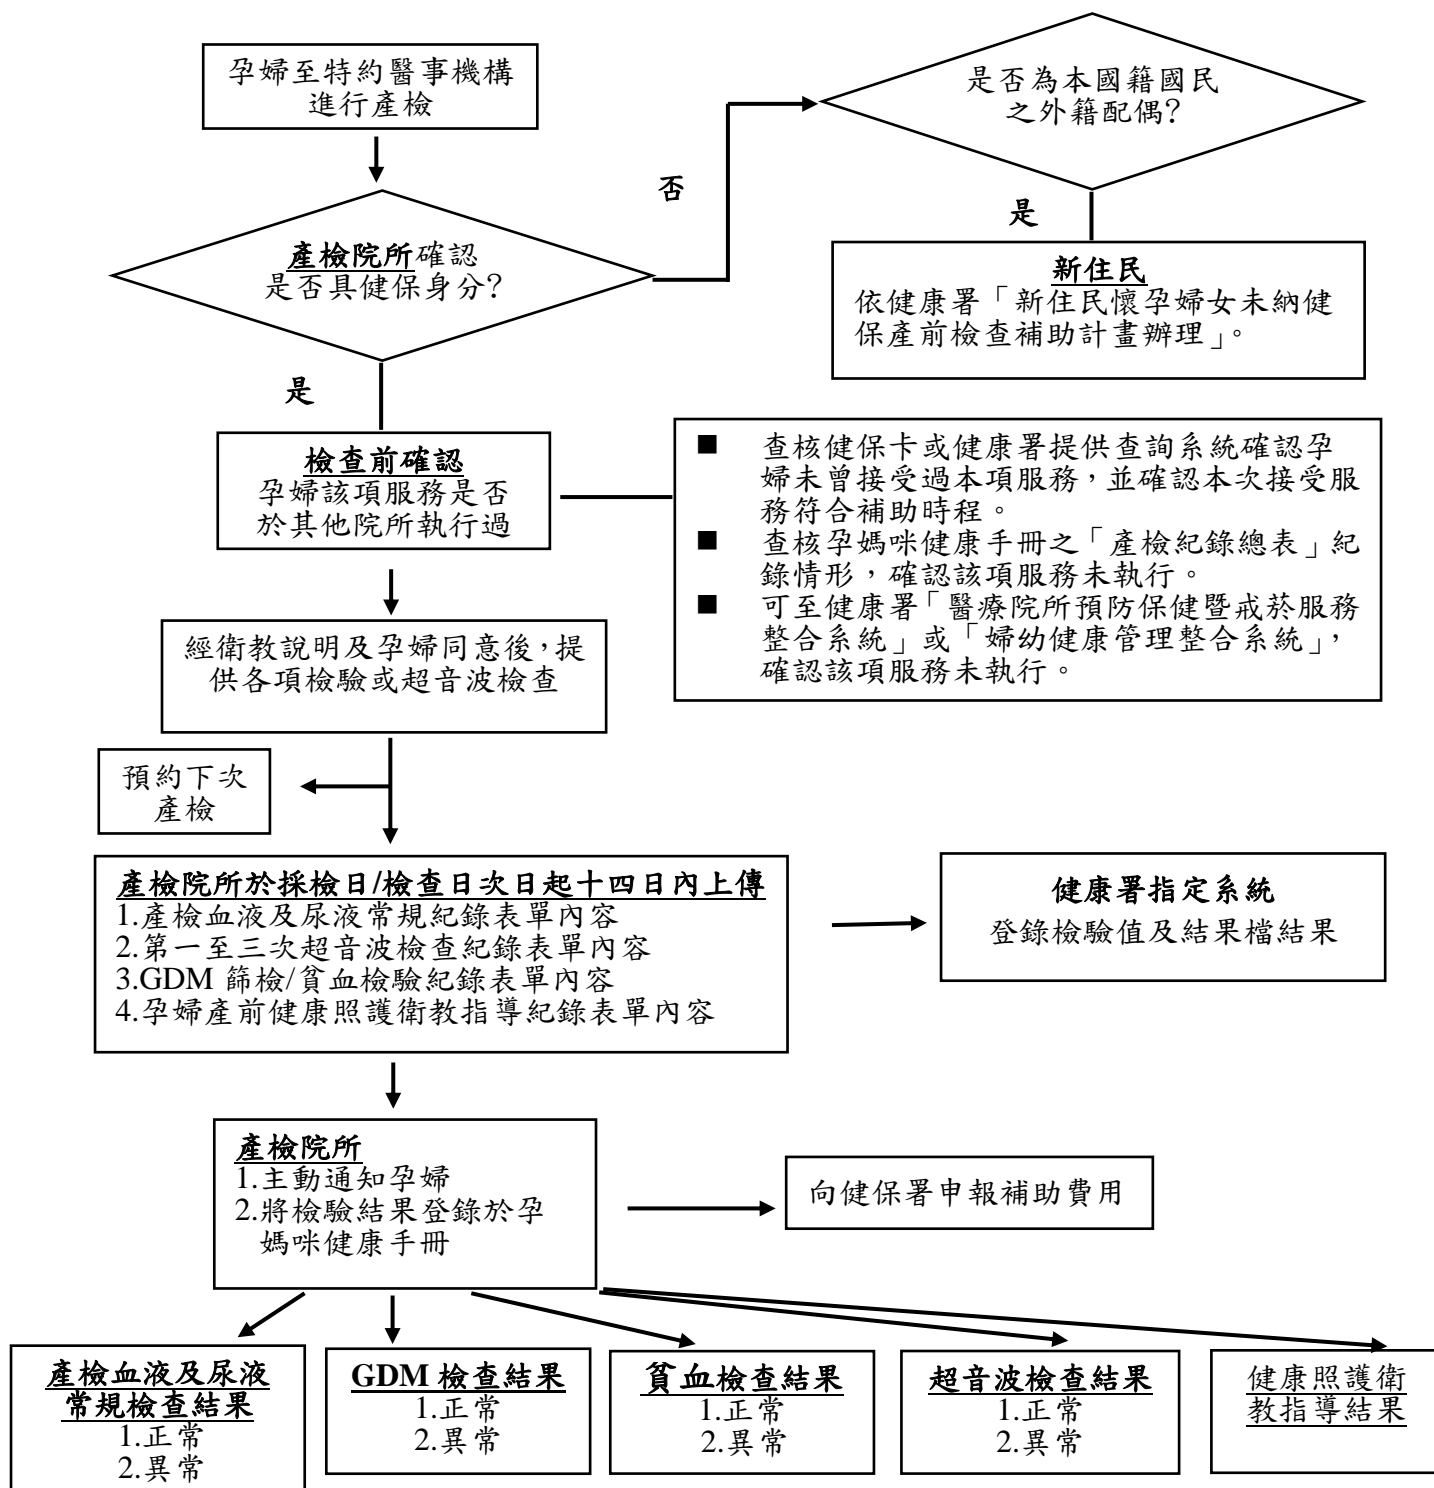 孕婦至特約醫事機構
進行產檢
是否為本國籍國民
之外籍配偶?
否
產檢院所確認
是否具健保身分?
是
新住民
依健康署「新住民懷孕婦女未納健
保產前檢查補助計畫辦理」。
是
檢查前確認
孕婦該項服務是否
於其他院所執行過
■ 查核健保卡或健康署提供查詢系統確認孕
婦未曾接受過本項服務，並確認本次接受服
務符合補助時程。
■ 查核孕媽咪健康手冊之「產檢紀錄總表」紀
錄情形，確認該項服務未執行。
■ 可至健康署「醫療院所預防保健暨戒菸服務
整合系統」或「婦幼健康管理整合系統」，
確認該項服務未執行。
經衛教說明及孕婦同意後，提
供各項檢驗或超音波檢查
預約下次
產檢
產檢院所於採檢日/檢查日次日起十四日內上傳
1.產檢血液及尿液常規紀錄表單內容
2.第一至三次超音波檢查紀錄表單內容
3.GDM 篩檢/貧血檢驗紀錄表單內容
4.孕婦產前健康照護衛教指導紀錄表單內容
健康署指定系統
登錄檢驗值及結果檔結果
產檢院所
1.主動通知孕婦
2.將檢驗結果登錄於孕
媽咪健康手冊
向健保署申報補助費用
產檢血液及尿液
常規檢查結果
1.正常
2.異常
GDM 檢查結果
1.正常
2.異常
貧血檢查結果
1.正常
2.異常
超音波檢查結果
1.正常
2.異常
健康照護衛
教指導結果